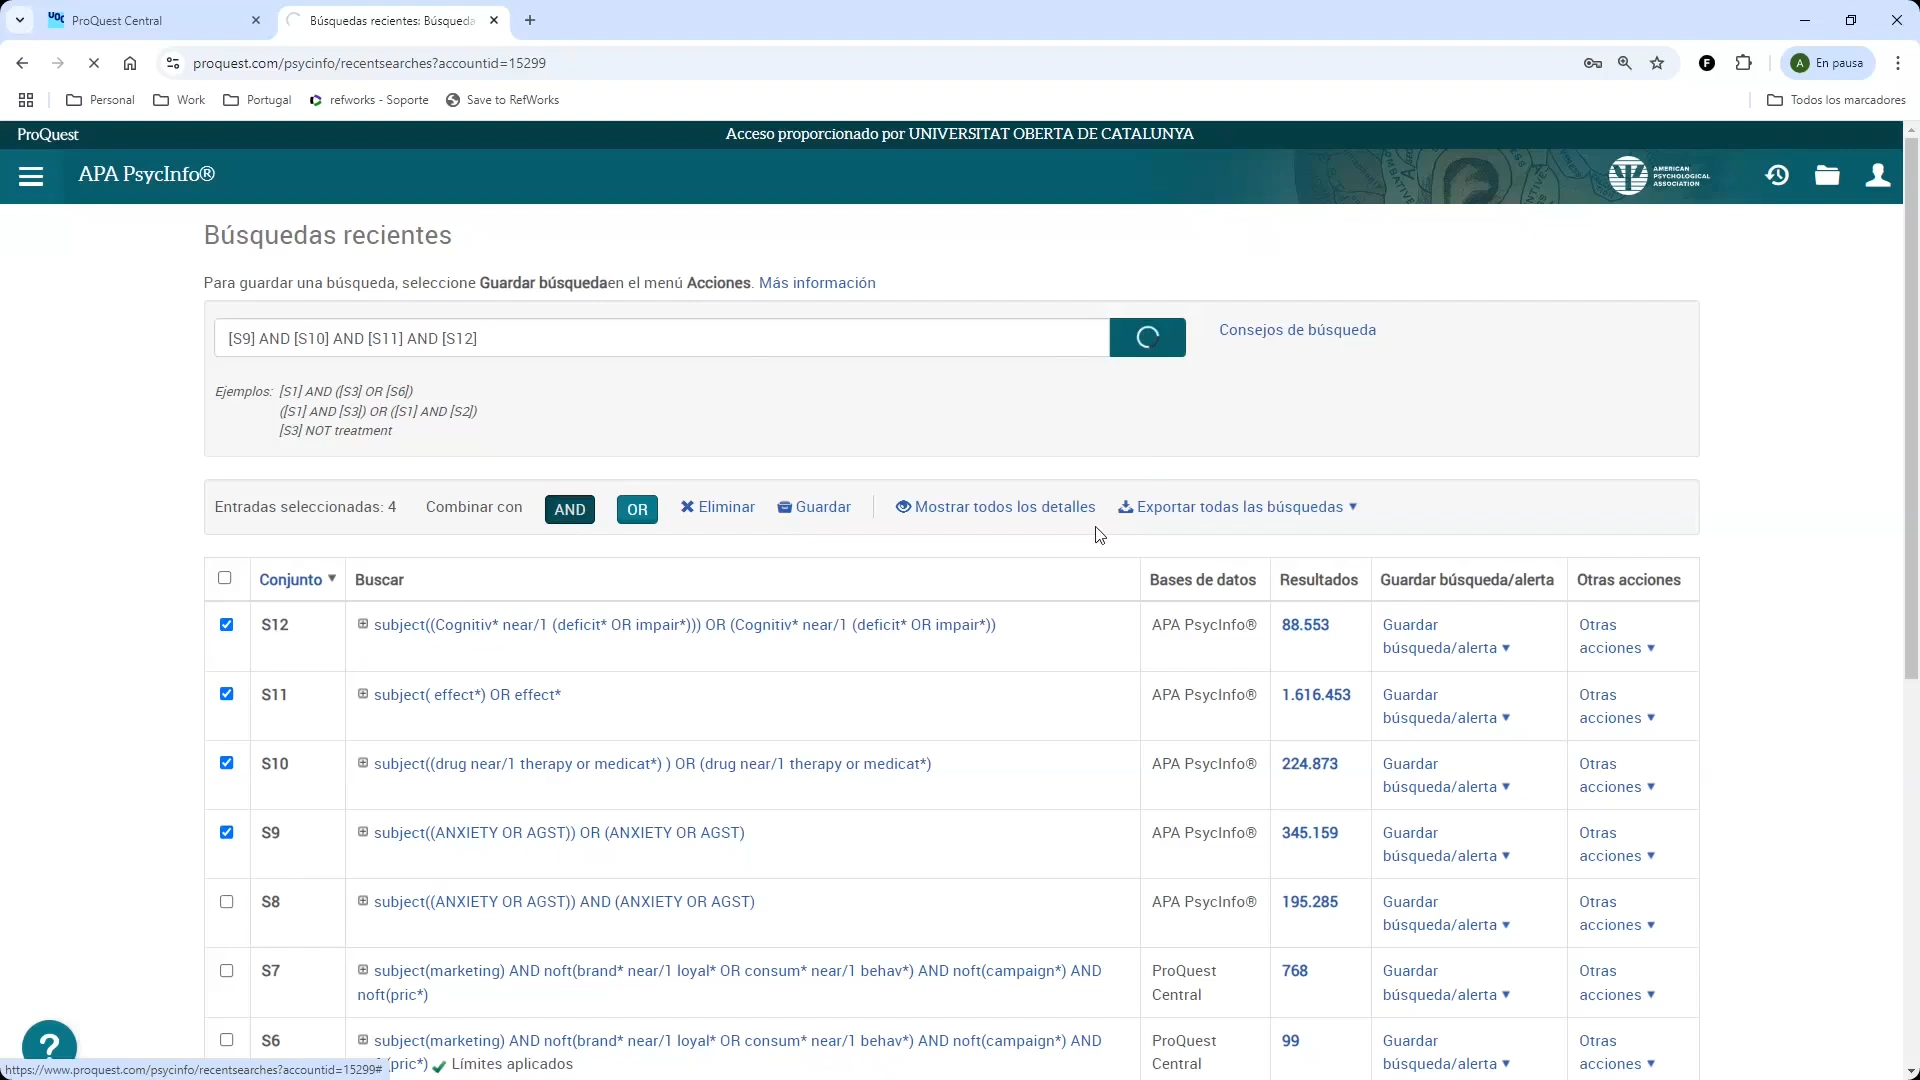 ProQuest Central
Búsquedas recientes: Búsqueda
proquest.com/psycinfo/recentsearches?accountid=15299
F
A En pausa
Personal
Work
Portugal
refworks - Soporte
Save to RefWorks
Todos los marcadores
ProQuest
Acceso proporcionado por UNIVERSITAT OBERTA DE CATALUNYA
APA PsycInfo®
AMERICAN
PSYCHOLOGICAL
ASSOCIATION
Búsquedas recientes
Para guardar una búsqueda, seleccione Guardar búsquedaen el menú Acciones. Más información
[S9] AND [S10] AND [S11] AND [S12]
Consejos de búsqueda
Ejemplos: [S1] AND ([S3] OR [S6])
([S1] AND [S3]) OR ([S1] AND [S2])
[S3] NOT treatment
Entradas seleccionadas: 4 Combinar con AND OR Eliminar Guardar Mostrar todos los detalles Exportar todas las búsquedas
Conjunto Buscar Bases de datos Resultados Guardar búsqueda/alerta Otras acciones
S12 subject((Cognitiv* near/1 (deficit* OR impair*))) OR (Cognitiv* near/1 (deficit* OR impair*)) APA PsycInfo® 88.553 Guardar Otras
búsqueda/alerta acciones
S11 subject( effect*) OR effect* APA PsycInfo® 1.616.453 Guardar Otras
búsqueda/alerta acciones
S10 subject((drug near/1 therapy or medicat*) ) OR (drug near/1 therapy or medicat*) APA PsycInfo® 224.873 Guardar Otras
búsqueda/alerta acciones
S9 subject((ANXIETY OR AGST)) OR (ANXIETY OR AGST) APA PsycInfo® 345.159 Guardar Otras
búsqueda/alerta acciones
S8 subject((ANXIETY OR AGST)) AND (ANXIETY OR AGST) APA PsycInfo® 195.285 Guardar Otras
búsqueda/alerta acciones
S7 subject(marketing) AND noft(brand* near/1 loyal* OR consum* near/1 behav*) AND noft(campaign*) AND ProQuest 768 Guardar Otras
noft(pric*) Central búsqueda/alerta acciones
S6 subject(marketing) AND noft(brand* near/1 loyal* OR consum* near/1 behav*) AND noft(campaign*) AND ProQuest 99 Guardar Otras
(pric*) Límites aplicados Central búsqueda/alerta acciones
?
https://www.proquest.com/psycinfo/recentsearches?accountid=15299#